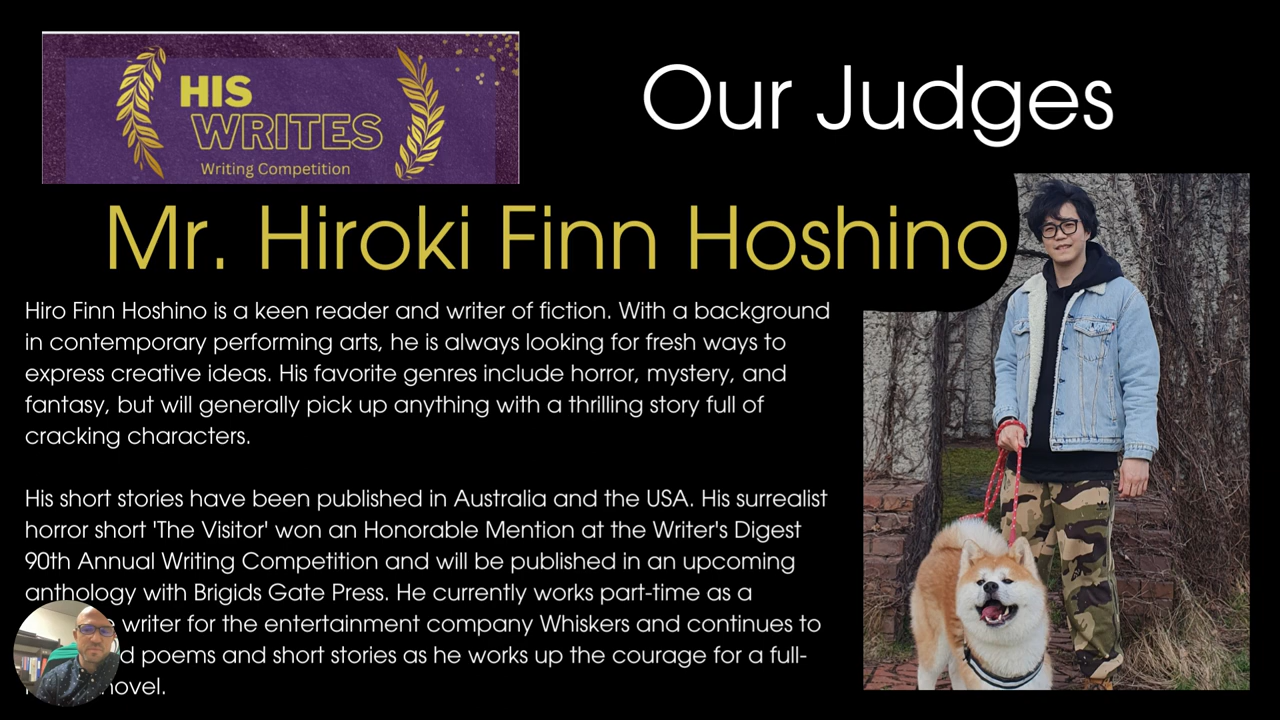 HIS
WRITES
Writing Competition
Our Judges
Mr. Hiroki Finn Hoshino
Hiro Finn Hoshino is a keen reader and writer of fiction. With a background
in contemporary performing arts, he is always looking for fresh ways to
express creative ideas. His favorite genres include horror, mystery, and
fantasy, but will generally pick up anything with a thrilling story full of
cracking characters.
His short stories have been published in Australia and the USA. His surrealist
horror short 'The Visitor' won an Honorable Mention at the Writer's Digest
90th Annual Writing Competition and will be published in an upcoming
anthology with Brigids Gate Press. He currently works part-time as a
writer for the entertainment company Whiskers and continues to
poems and short stories as he works up the courage for a full-
novel.